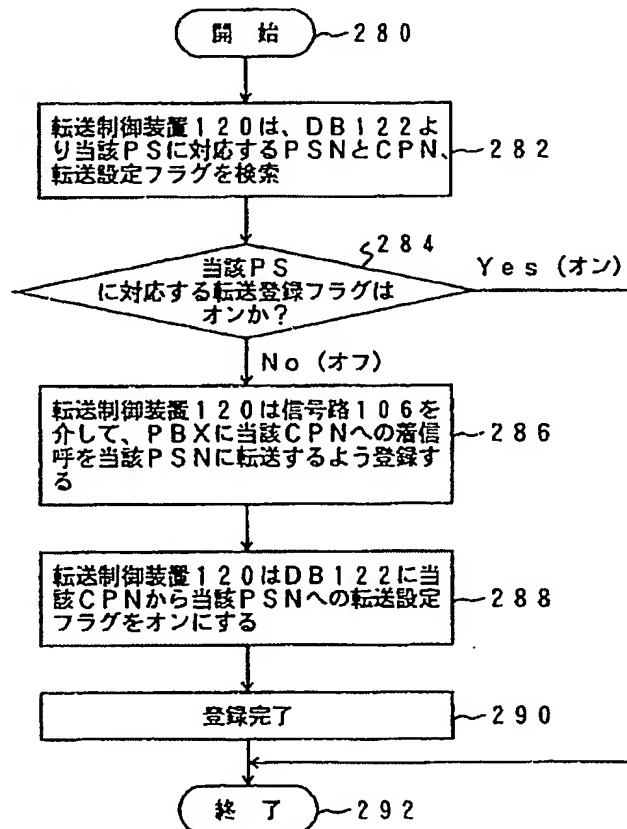 開 始 280
転送制御装置120は、DB122よ
り当該PSに対応するPSNとCPN、 282
転送設定フラグを検索
284
当該PS Yes (オン)
に対応する転送登録フラグは
オンか?
No (オフ)
転送制御装置120は信号路106を
介して、PBXに当該CPNへの着信 286
呼を当該PSNに転送するよう登録す
る
転送制御装置120はDB122に当
該CPNから当該PSNへの転送設定 288
フラグをオンにする
登録完了 290
終 了 292